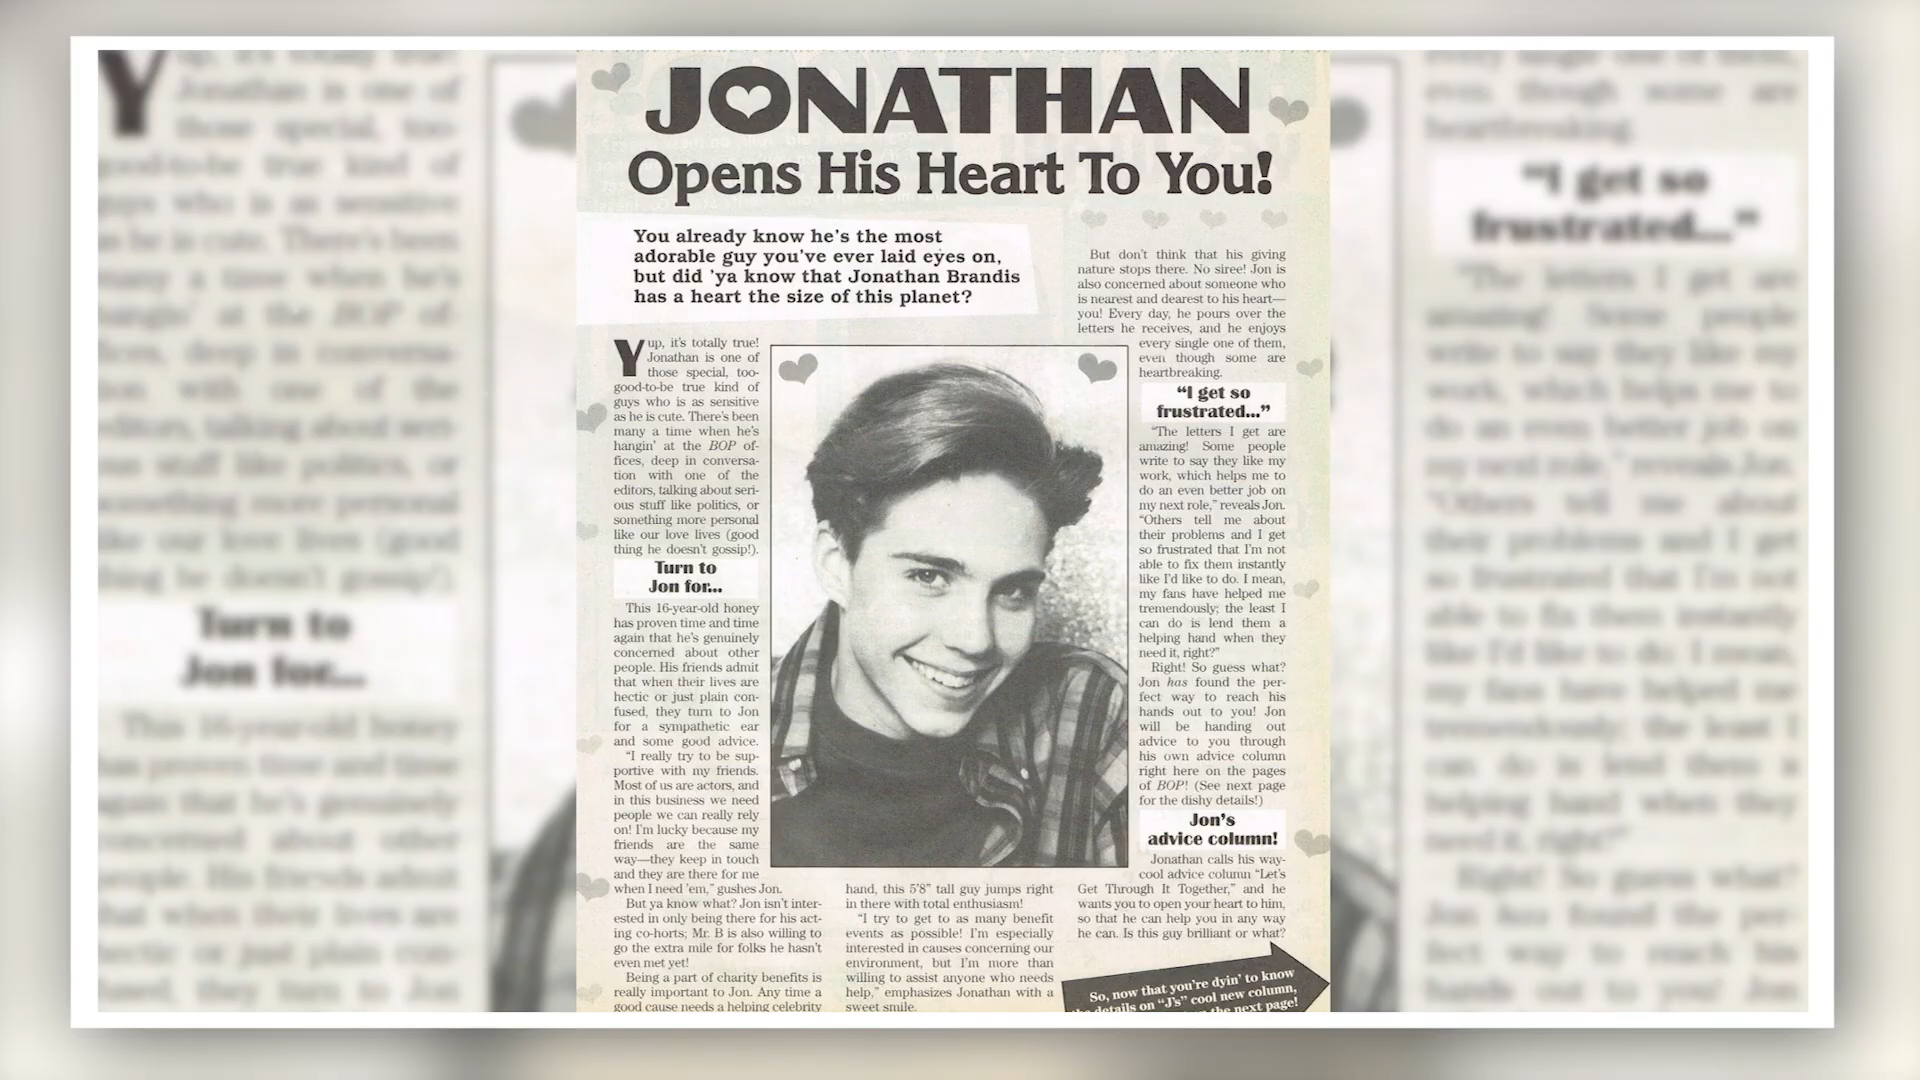 JONATHAN
Opens His Heart To You!
You already know he's the most
adorable guy you've ever laid eyes on,
but did 'ya know that Jonathan Brandis
has a heart the size of this planet?
Yup, it's totally true!
Jonathan is one of
those special, too-
good-to-be true kind of
guys who is as sensitive
as he is cute. There's been
many a time when he's
hangin' at the BOP of-
fices, deep in conversa-
tion with one of the
editors, talking about seri-
ous stuff like politics, or
something more personal
like our love lives (good
thing he doesn't gossip!).
Turn to
Jon for...
This 16-year-old honey
has proven time and time
again that he's genuinely
concerned about other
people. His friends admit
that when their lives are
hectic or just plain con-
fused, they turn to Jon
for a sympathetic ear
and some good advice.
"I really try to be sup-
portive with my friends.
Most of us are actors, and
in this business we need
people we can really rely
on! I'm lucky because my
friends are the same
way—they keep in touch
and they are there for me
when I need 'em," gushes Jon.
But ya know what? Jon isn't inter-
ested in only being there for his act-
ing co-horts; Mr. B is also willing to
go the extra mile for folks he hasn't
even met yet!
Being a part of charity benefits is
really important to Jon. Any time a
good cause needs a helping celebrity
hand, this 5'8" tall guy jumps right
in there with total enthusiasm!
"I try to get to as many benefit
events as possible! I'm especially
interested in causes concerning our
environment, but I'm more than
willing to assist anyone who needs
help," emphasizes Jonathan with a
sweet smile.
But don't think that his giving
nature stops there. No siree! Jon is
also concerned about someone who
is nearest and dearest to his heart—
you! Every day, he pours over the
letters he receives, and he enjoys
every single one of them,
even though some are
heartbreaking.
"I get so
frustrated..."
"The letters I get are
amazing! Some people
write to say they like my
work, which helps me to
do an even better job on
my next role," reveals Jon.
"Others tell me about
their problems and I get
so frustrated that I'm not
able to fix them instantly
like I'd like to do. I mean,
my fans have helped me
tremendously; the least I
can do is lend them a
helping hand when they
need it, right?"
Right! So guess what?
Jon has found the per-
fect way to reach his
hands out to you! Jon
will be handing out
advice to you through
his own advice column
right here on the pages
of BOP! (See next page
for the dishy details!)
Jon's
advice column!
Jonathan calls his way-
cool advice column "Let's
Get Through It Together," and he
wants you to open your heart to him,
so that he can help you in any way
he can. Is this guy brilliant or what?
So, now that you're dyin' to know
details on "J's" cool new column,
the next page!